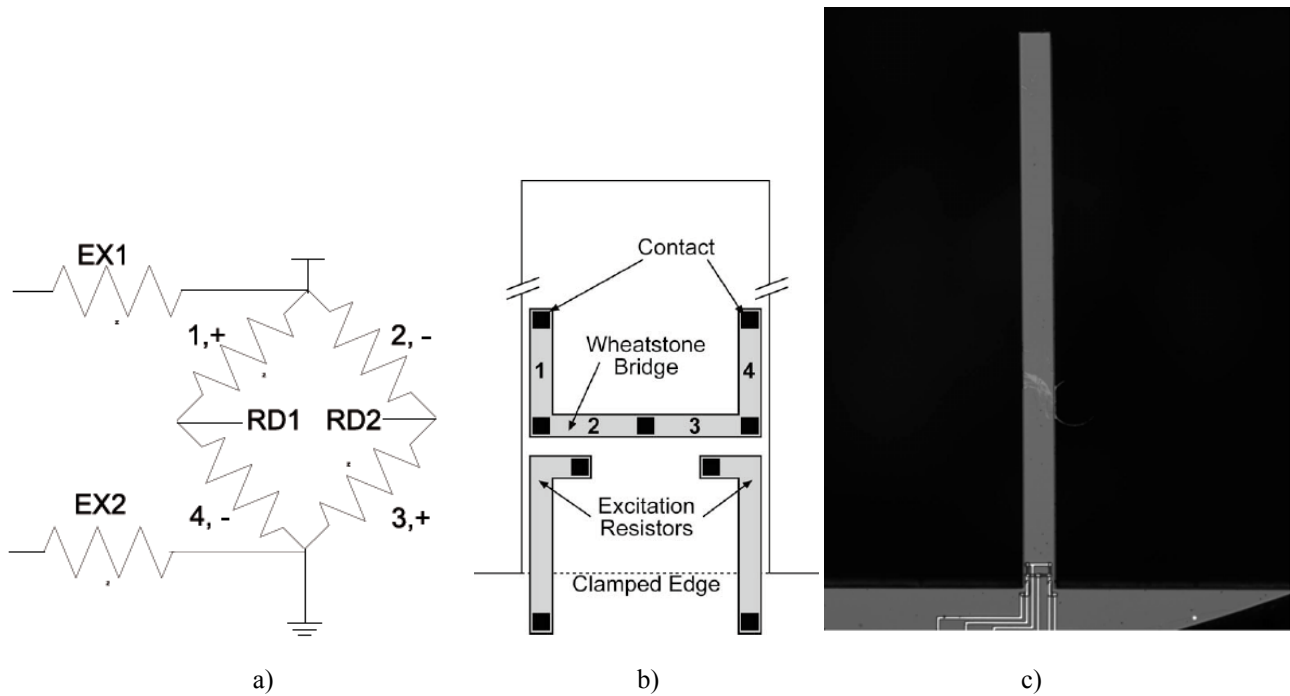 EX1
1,+
2, -
RD1 RD2
EX2
4, -
3,+
z
z
z
z
Contact
Wheatstone
Bridge
1
4
2
3
Excitation
Resistors
Clamped Edge
a)
b)
c)